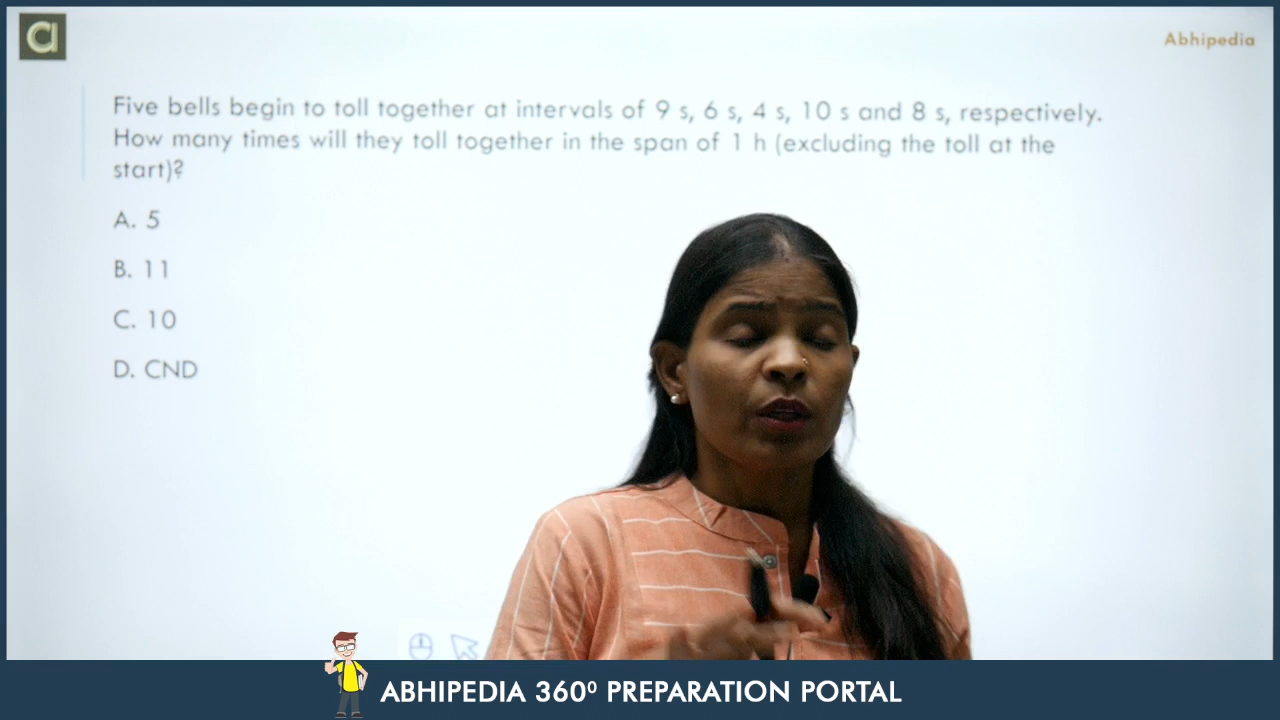 Abhipedia
Five bells begin to toll together at intervals of 9 s, 6 s, 4 s, 10 s and 8 s, respectively.
How many times will they toll together in the span of 1 h (excluding the toll at the
start)?
A. 5
B. 11
C. 10
D. CND
ABHIPEDIA 360⁰ PREPARATION PORTAL